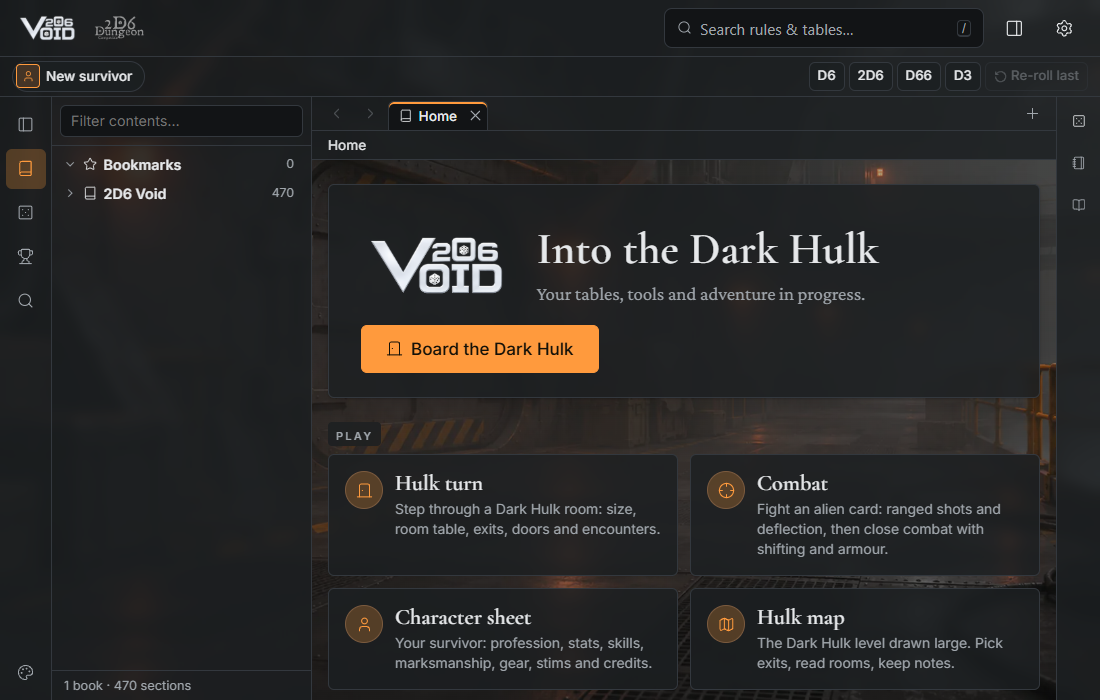 V2D6 VOID
2D6 Dungeon
Search rules & tables...
/
New survivor
D6
2D6
D66
D3
Re-roll last
Filter contents...
Home
Bookmarks
0
2D6 Void
470
Home
V2D6 VOID
Into the Dark Hulk
Your tables, tools and adventure in progress.
Board the Dark Hulk
PLAY
Hulk turn
Step through a Dark Hulk room: size,
room table, exits, doors and encounters.
Combat
Fight an alien card: ranged shots and
deflection, then close combat with
shifting and armour.
Character sheet
Your survivor: profession, stats, skills,
marksmanship, gear, stims and credits.
Hulk map
The Dark Hulk level drawn large. Pick
exits, read rooms, keep notes.
1 book · 470 sections